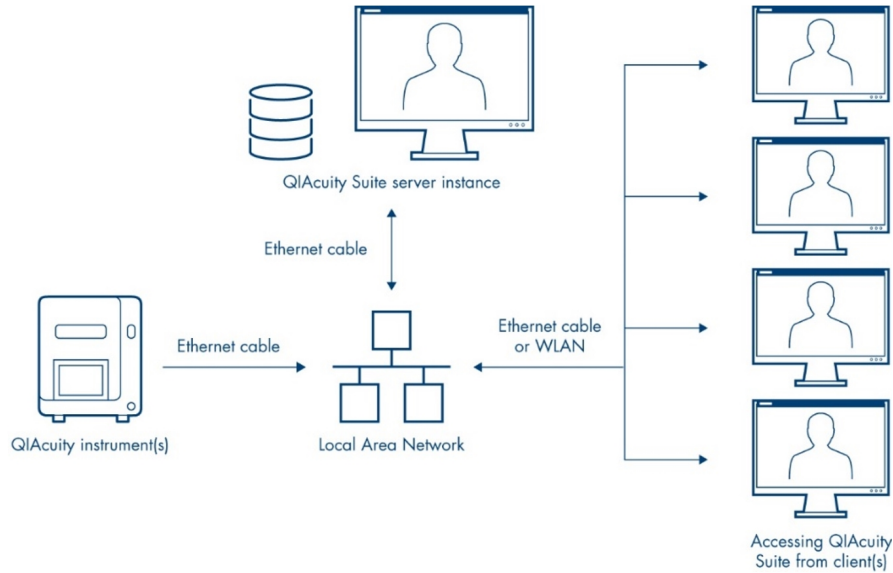 QIAcuity Suite server instance
Ethernet cable
Ethernet cable
Ethernet cable
or WLAN
QIAcuity instrument(s)
Local Area Network
Accessing QIAcuity
Suite from client(s)